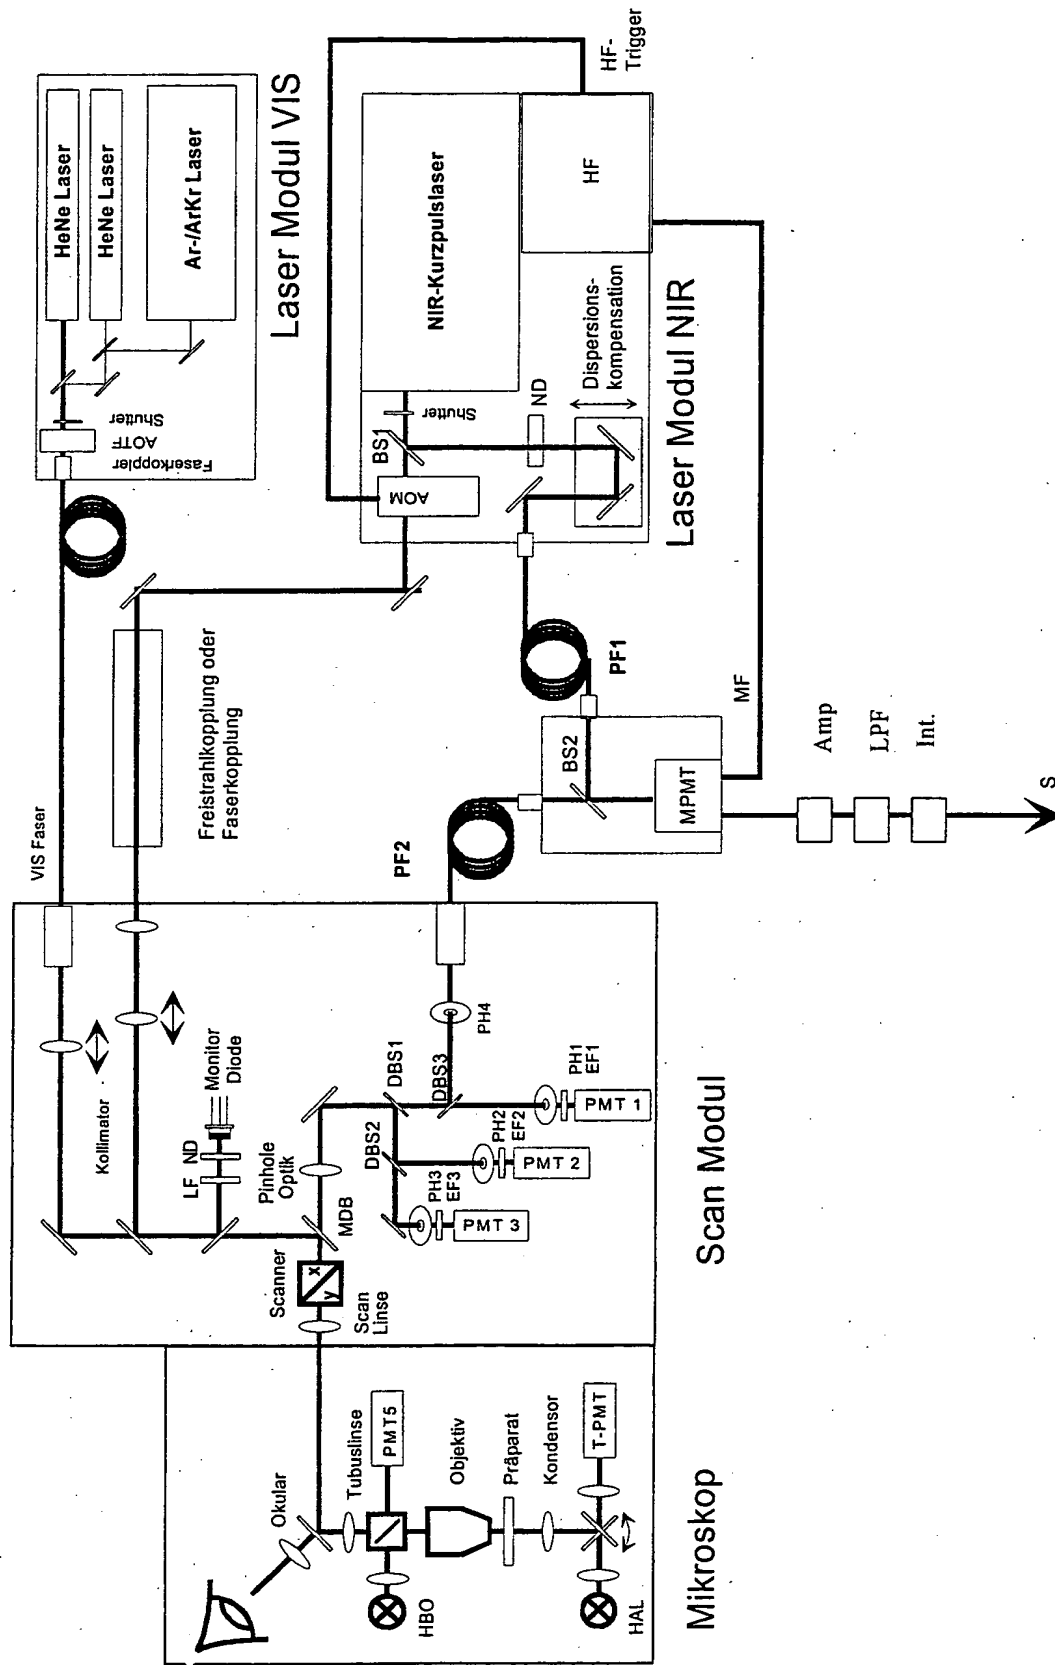 HeNe Laser
HeNe Laser
Ar-/ArKr Laser
Laser Modul VIS
Shutter
AOTF
Faserkoppler
VIS Faser
HF-
Trigger
NIR-Kurzpulslaser
HF
Laser Modul NIR
Shutter
BS1
AOM
ND
Dispersions-
kompensation
Freistrahlkopplung oder
Faserkopplung
PF1
MF
PF2
BS2
MPMT
Amp
LPF
Int.
S
Kollimator
Monitor
Diode
LF
ND
Pinhole
Optik
MDB
Scanner
x
y
Scan
Linse
DBS1
DBS2
DBS3
PH4
PH1
EF1
PMT 1
PH2
EF2
PMT 2
PH3
EF3
PMT 3
Scan Modul
Okular
Tubuslinse
PMT5
HBO
Objektiv
Präparat
Kondensor
T-PMT
HAL
Mikroskop